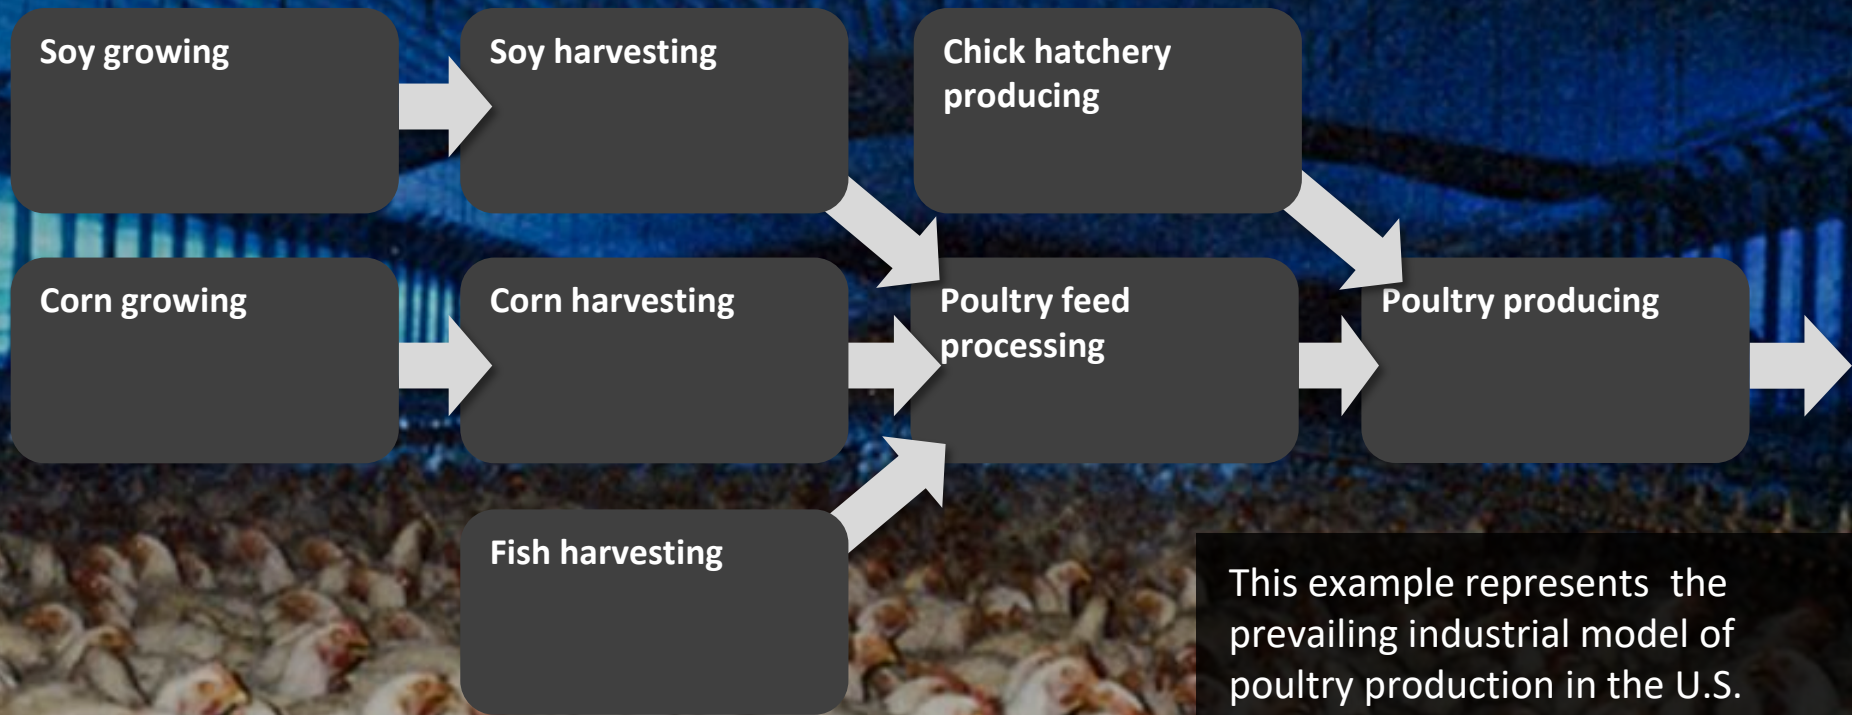 Soy growing
Soy harvesting
Chick hatchery
producing
Corn growing
Corn harvesting
Poultry feed
processing
Poultry producing
Fish harvesting
This example represents  the
prevailing industrial model of
poultry production in the U.S.